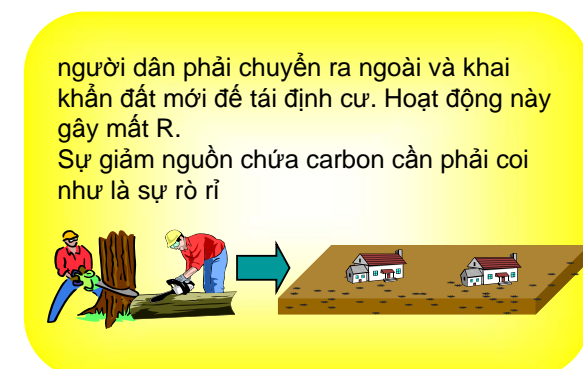 người dân phải chuyển ra ngoài và khai
khẩn đất mới đế tái định cư. Hoạt động này
gây mất R.
Sự giảm nguồn chứa carbon cần phải coi
như là sự rò rỉ